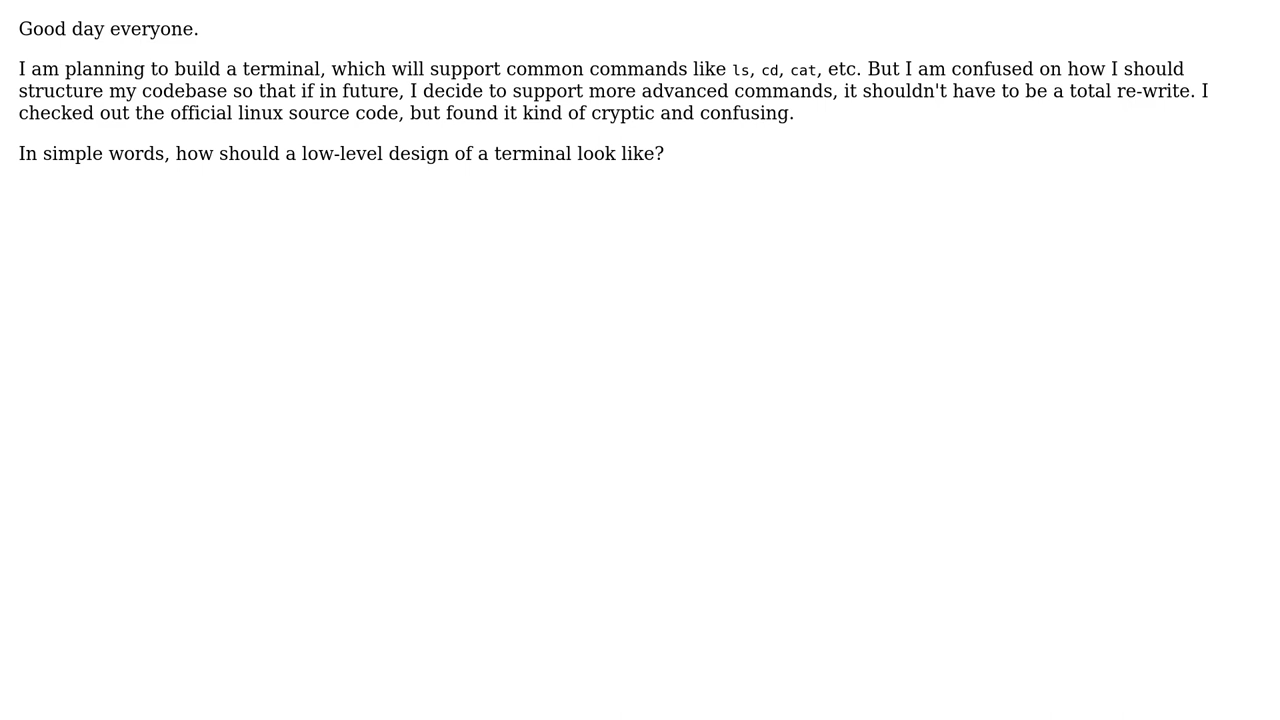 Good day everyone.
I am planning to build a terminal, which will support common commands like ls, cd, cat, etc. But I am confused on how I should
structure my codebase so that if in future, I decide to support more advanced commands, it shouldn't have to be a total re-write. I
checked out the official linux source code, but found it kind of cryptic and confusing.
In simple words, how should a low-level design of a terminal look like?